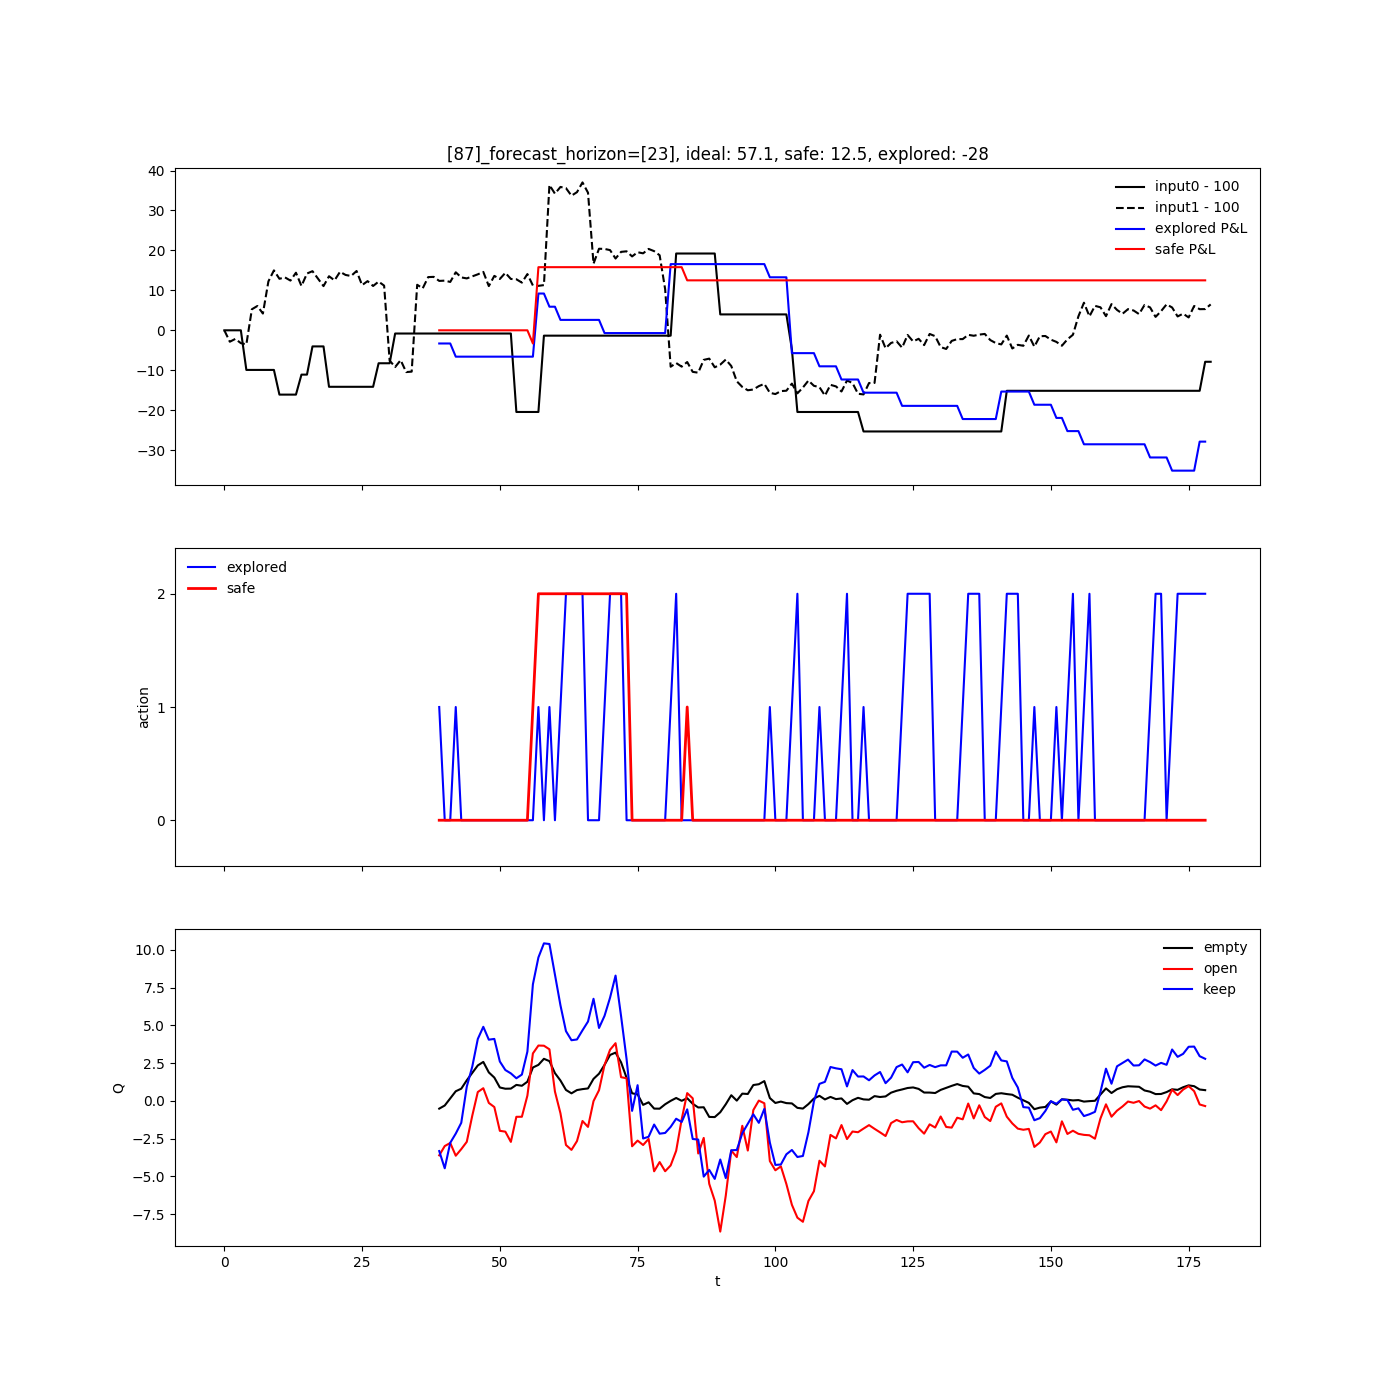 [87]_forecast_horizon=[23], ideal: 57.1, safe: 12.5, explored: -28
40
30
20
10
0
−10
−20
−30
input0 - 100
input1 - 100
explored P&L
safe P&L
explored
safe
2
1
0
action
empty
open
keep
10.0
7.5
5.0
2.5
0.0
−2.5
−5.0
−7.5
Q
0 25 50 75 100 125 150 175
t